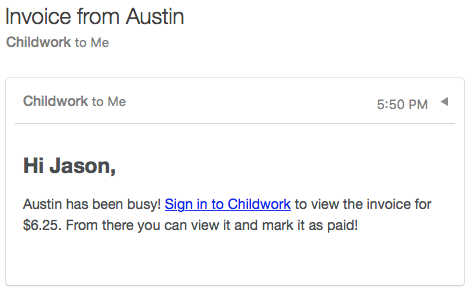 Invoice from Austin
Childwork to Me
Childwork to Me 5:50 PM
Hi Jason,
Austin has been busy! Sign in to Childwork to view the invoice for
$6.25. From there you can view it and mark it as paid!